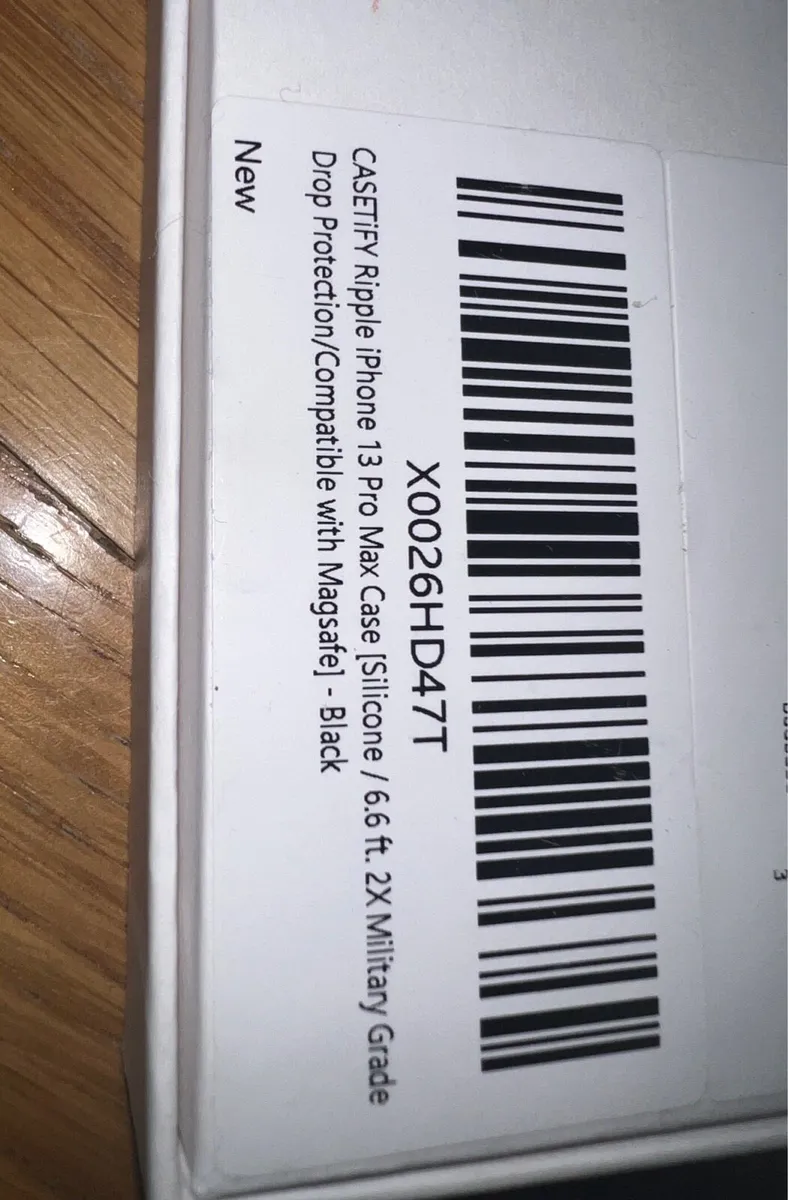 X0026HD47T
CASETiFY Ripple iPhone 13 Pro Max Case [Silicone / 6.6 ft. 2X Military Grade
Drop Protection/Compatible with Magsafe] - Black
New
3